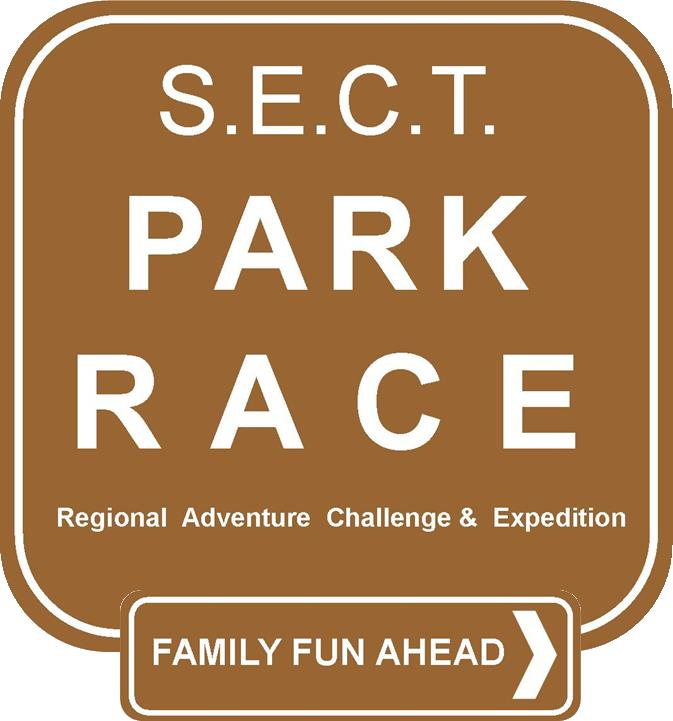 S.E.C.T.
PARK
RACE
Regional Adventure Challenge & Expedition
FAMILY FUN AHEAD